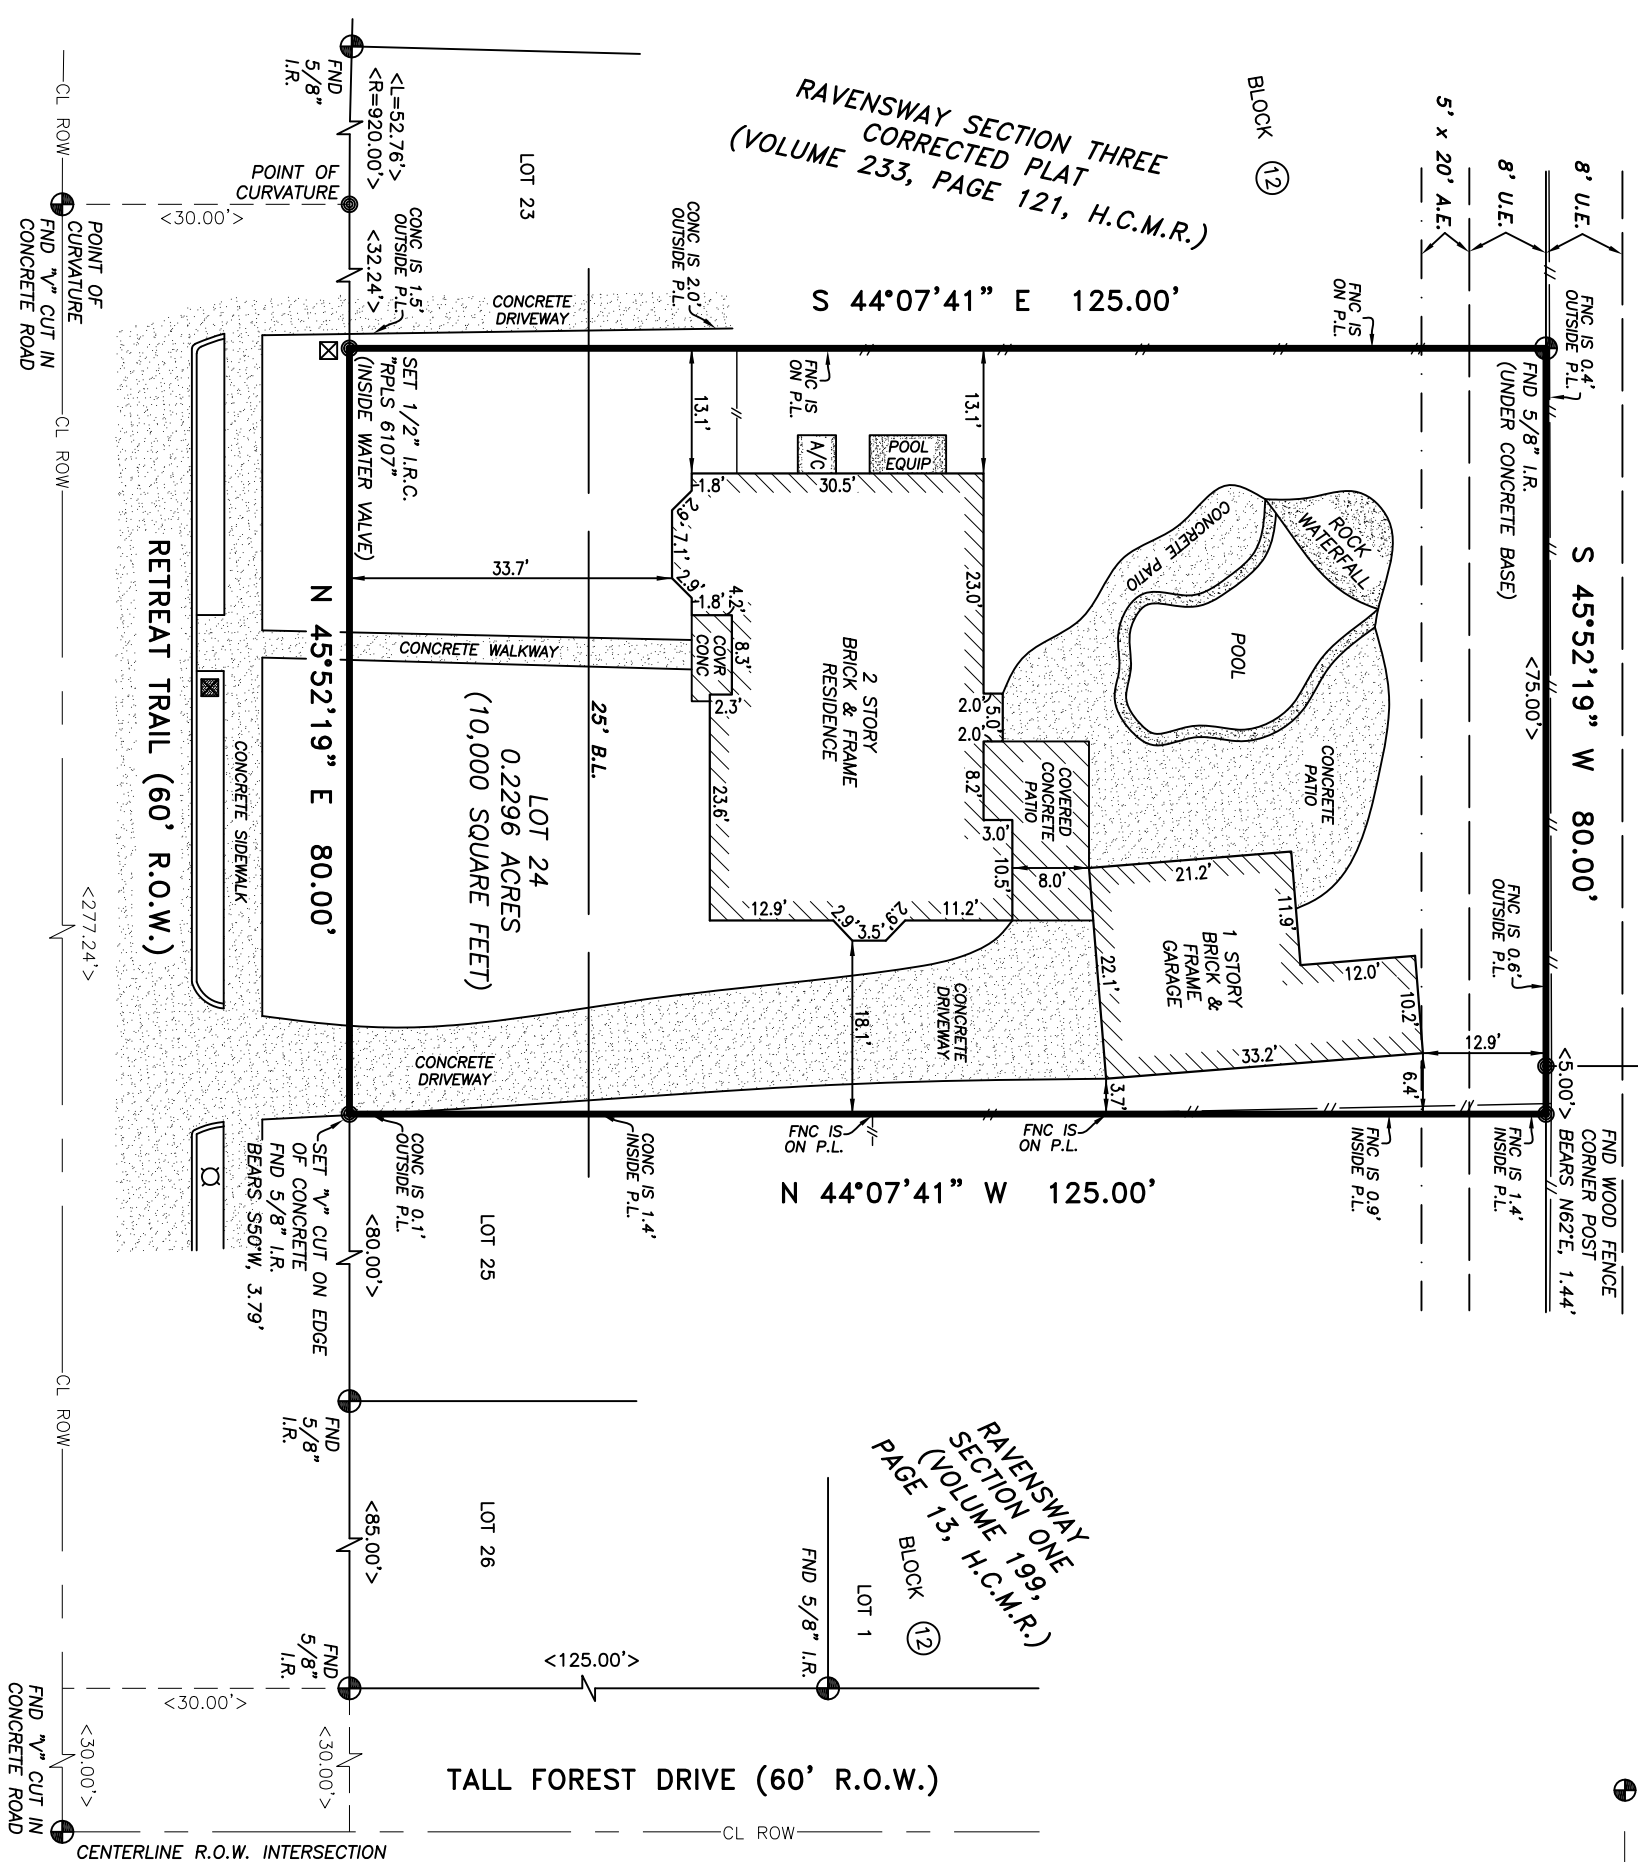 <L=52.76'>
<R=920.00'>
FND
5/8"
I.R.
CL ROW
POINT OF
CURVATURE
<30.00'>
POINT OF
CURVATURE
FND "V" CUT IN
CONCRETE ROAD
CL ROW
LOT 23
<32.24'>
CONC IS 1.5'
OUTSIDE P.L.
CONC IS 2.0'
OUTSIDE P.L.
CONCRETE
DRIVEWAY
RAVENSWAY SECTION THREE
CORRECTED PLAT
(VOLUME 233, PAGE 121, H.C.M.R.)
BLOCK 12
5' x 20' A.E.
8' U.E.
8' U.E.
S 44°07'41" E 125.00'
FNC IS
ON P.L.
FNC IS
ON P.L.
FNC IS 0.4'
OUTSIDE P.L.
FND 5/8" I.R.
(UNDER CONCRETE BASE)
S 45°52'19" W 80.00'
<75.00'>
FNC IS 0.6'
OUTSIDE P.L.
<5.00'>
FND WOOD FENCE
CORNER POST
BEARS N62°E, 1.44'
FNC IS 1.4'
INSIDE P.L.
FNC IS 0.9'
INSIDE P.L.
12.9'
6.4'
SET 1/2" I.R.C.
"RPLS 6107"
(INSIDE WATER VALVE)
13.1'
13.1'
A/C
POOL
EQUIP
1.8'
30.5'
2.9'
7.1'
2.9'
1.8'
4.2'
8.3'
COVR
CONC
2.3'
33.7'
23.0'
2.0'
5.0'
2.0'
8.2'
3.0'
10.5'
8.0'
23.6'
12.9'
2.9'
3.5'
2.9'
11.2'
18.1'
2 STORY
BRICK & FRAME
RESIDENCE
COVERED
CONCRETE
PATIO
CONCRETE PATIO
ROCK
WATERFALL
POOL
CONCRETE
PATIO
21.2'
11.9'
12.0'
10.2'
33.2'
22.1'
3.7'
1 STORY
BRICK &
FRAME
GARAGE
CONCRETE
DRIVEWAY
CONCRETE
DRIVEWAY
CONCRETE WALKWAY
25' B.L.
LOT 24
0.2296 ACRES
(10,000 SQUARE FEET)
N 45°52'19" E 80.00'
CONCRETE SIDEWALK
RETREAT TRAIL (60' R.O.W.)
<277.24'>
FNC IS
ON P.L.
FNC IS
ON P.L.
CONC IS 1.4'
INSIDE P.L.
CONC IS 0.1'
OUTSIDE P.L.
N 44°07'41" W 125.00'
SET "V" CUT ON EDGE
OF CONCRETE
FND 5/8" I.R.
BEARS S50°W, 3.79'
<80.00'>
LOT 25
CL ROW
FND
5/8"
I.R.
<85.00'>
LOT 26
RAVENSWAY
SECTION ONE
(VOLUME 199,
PAGE 13, H.C.M.R.)
BLOCK 12
LOT 1
FND 5/8" I.R.
<125.00'>
FND
5/8"
I.R.
<30.00'>
<30.00'>
<30.00'>
FND "V" CUT IN
CONCRETE ROAD
TALL FOREST DRIVE (60' R.O.W.)
CL ROW
CENTERLINE R.O.W. INTERSECTION